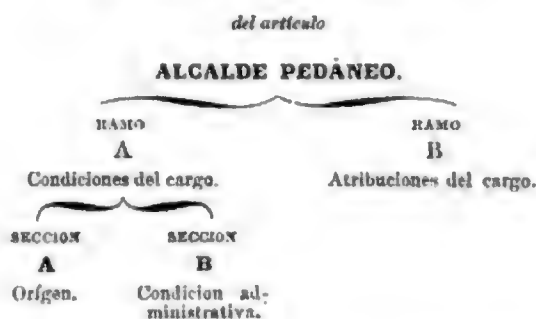 del artículo
ALCALDE PEDÁNEO.
RAMO RAMO
A B
Condiciones del cargo. Atribuciones del cargo.
SECCION SECCION
A B
Orígen. Condicion ad-
ministrativa.